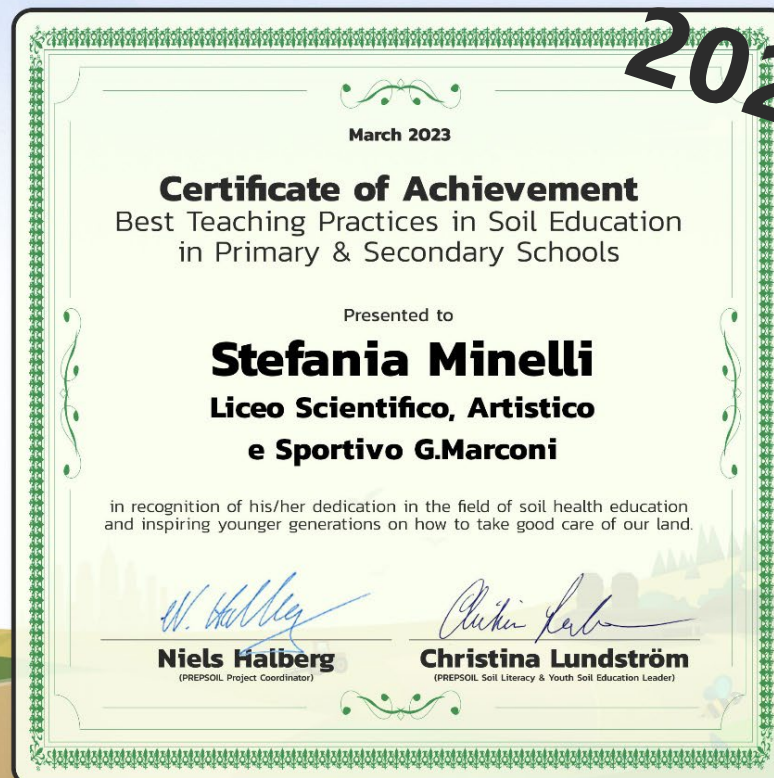 202
March 2023
Certificate of Achievement
Best Teaching Practices in Soil Education
in Primary & Secondary Schools
Presented to
Stefania Minelli
Liceo Scientifico, Artistico
e Sportivo G.Marconi
in recognition of his/her dedication in the field of soil health education
and inspiring younger generations on how to take good care of our land.
Niels Halberg
(PREPSOIL Project Coordinator)
Christina Lundström
(PREPSOIL Soil Literacy & Youth Soil Education Leader)